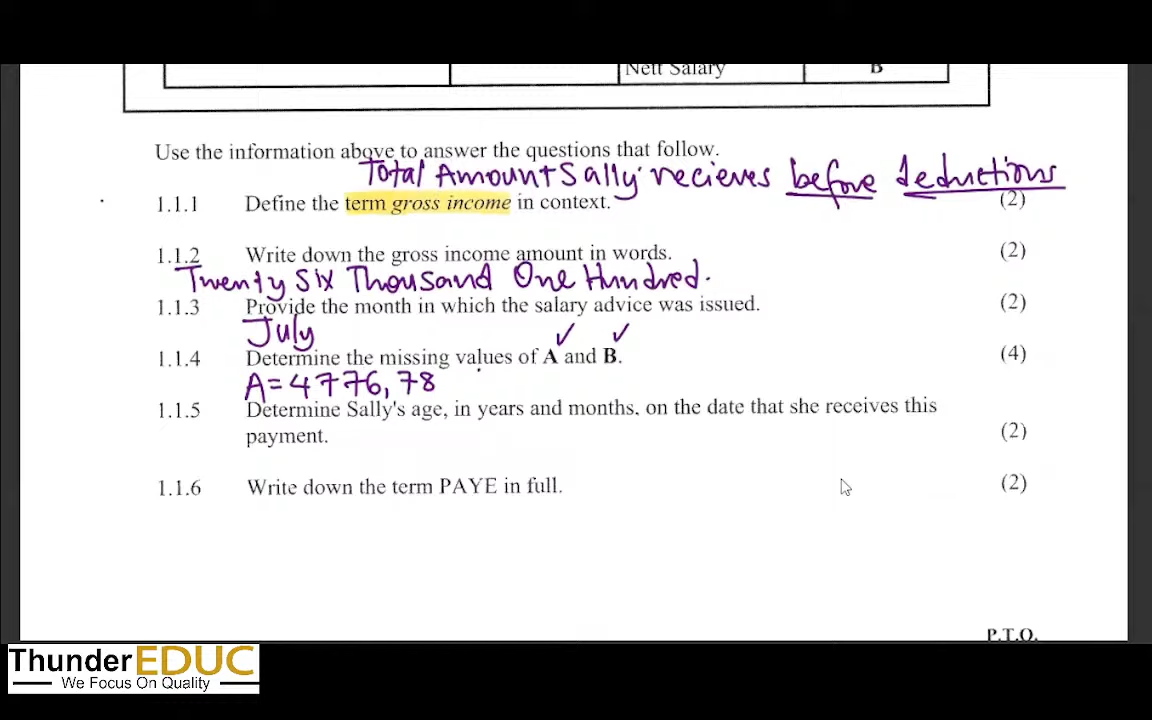 Nett Salary B
Use the information above to answer the questions that follow.
Total Amount Sally recieves before deductions
1.1.1 Define the term gross income in context. (2)
1.1.2 Write down the gross income amount in words. (2)
Twenty Six Thousand One Hundred.
1.1.3 Provide the month in which the salary advice was issued. (2)
July
1.1.4 Determine the missing values of A and B. (4)
A=4776,78
1.1.5 Determine Sally's age, in years and months, on the date that she receives this
payment. (2)
1.1.6 Write down the term PAYE in full. (2)
P.T.O.
ThunderEDUC
We Focus On Quality